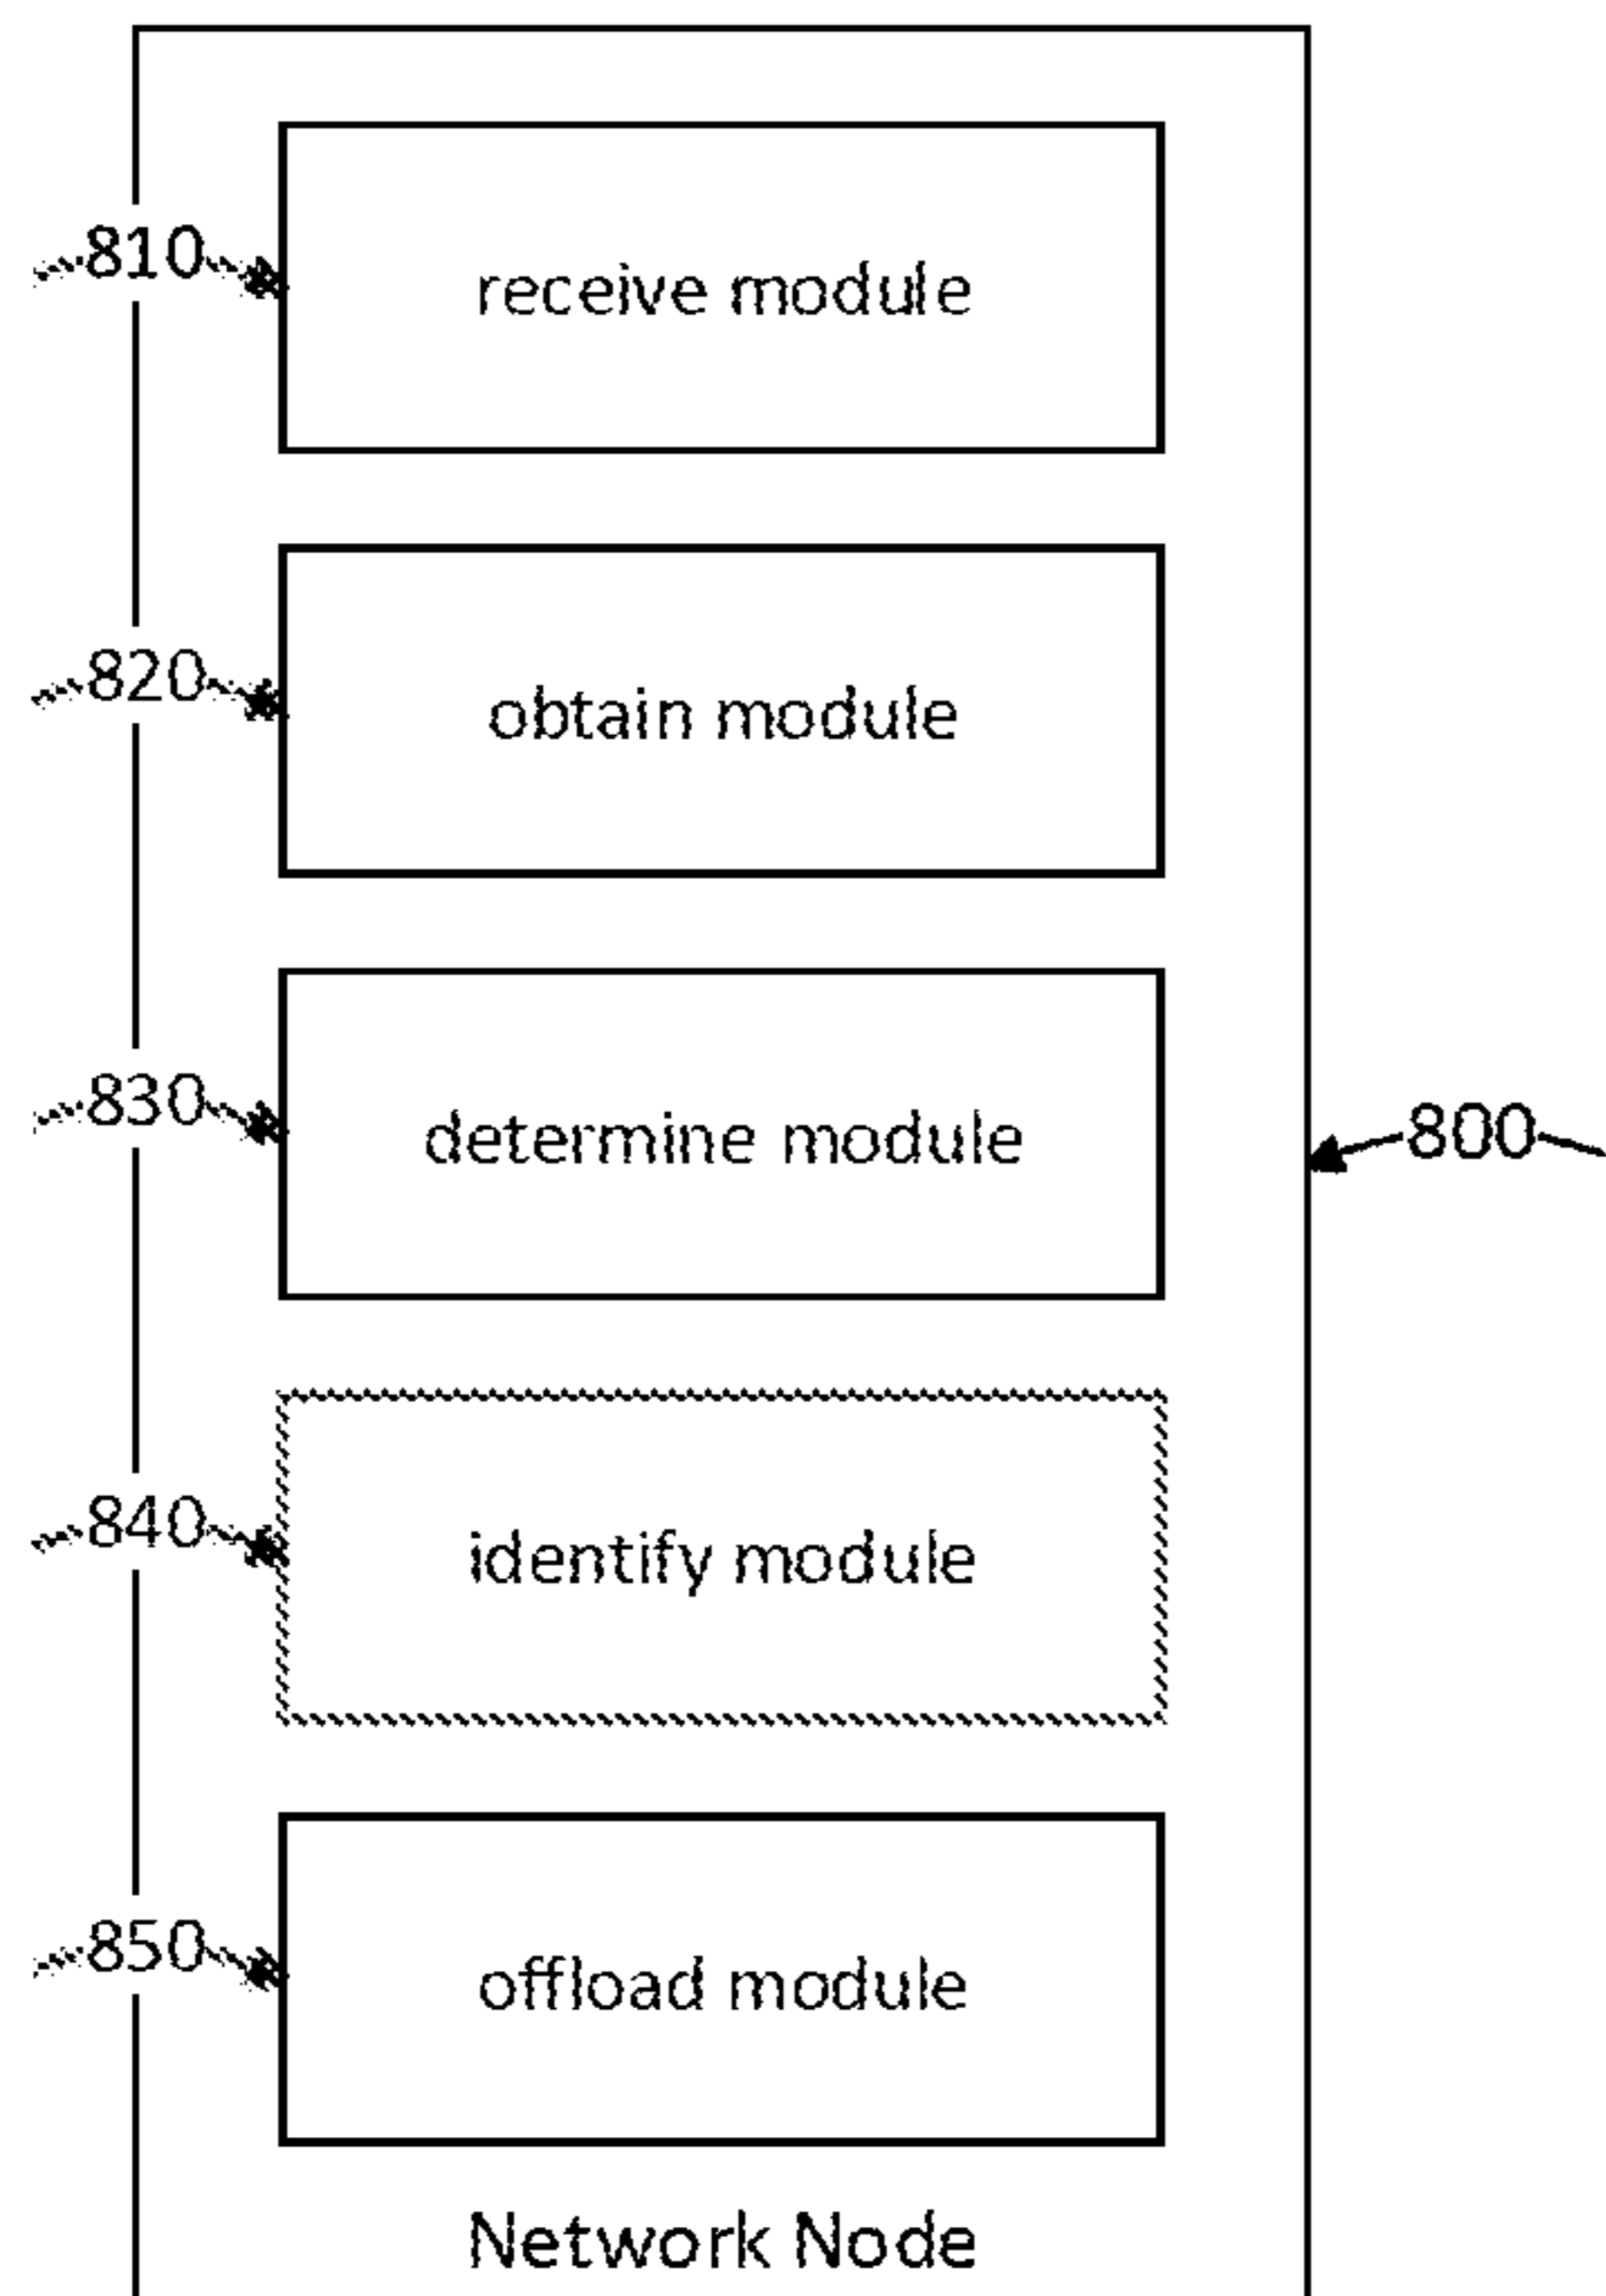 810
receive module
820
obtain module
830
determine module
800
840
identify module
850
offload module
Network Node